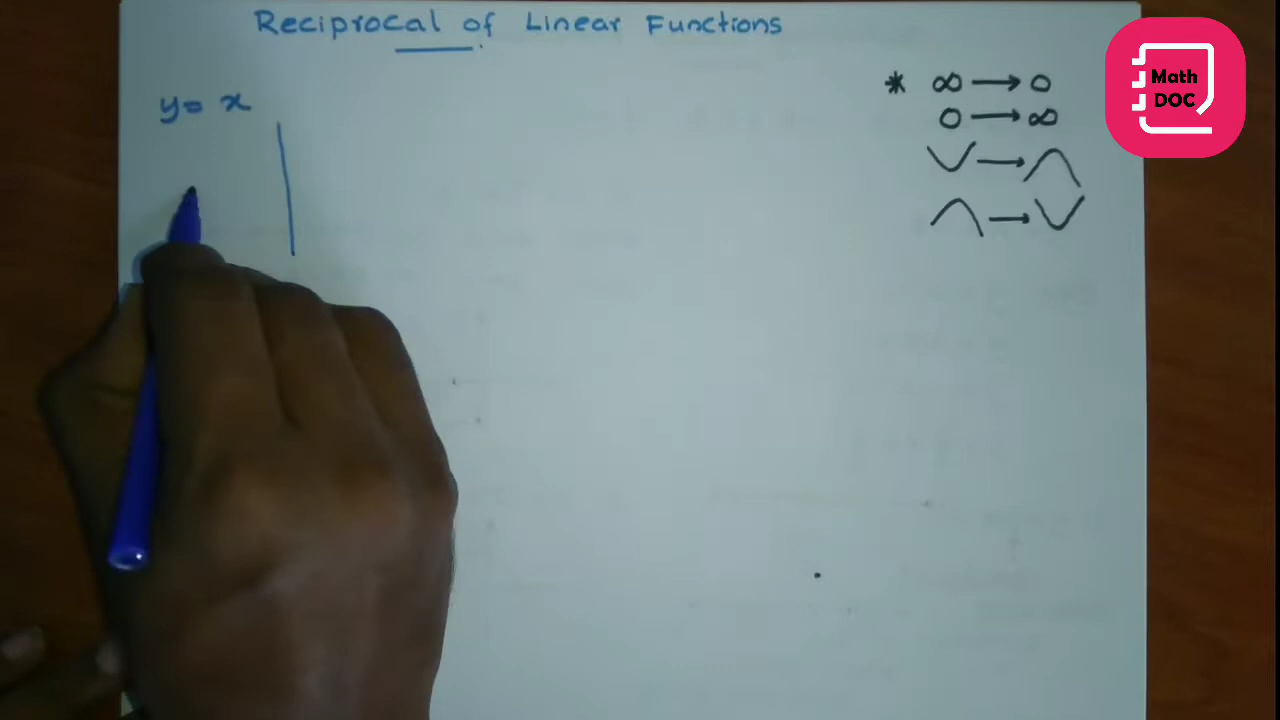 Reciprocal of Linear Functions
y= x
* ∞ → 0
0 → ∞
Math
DOC